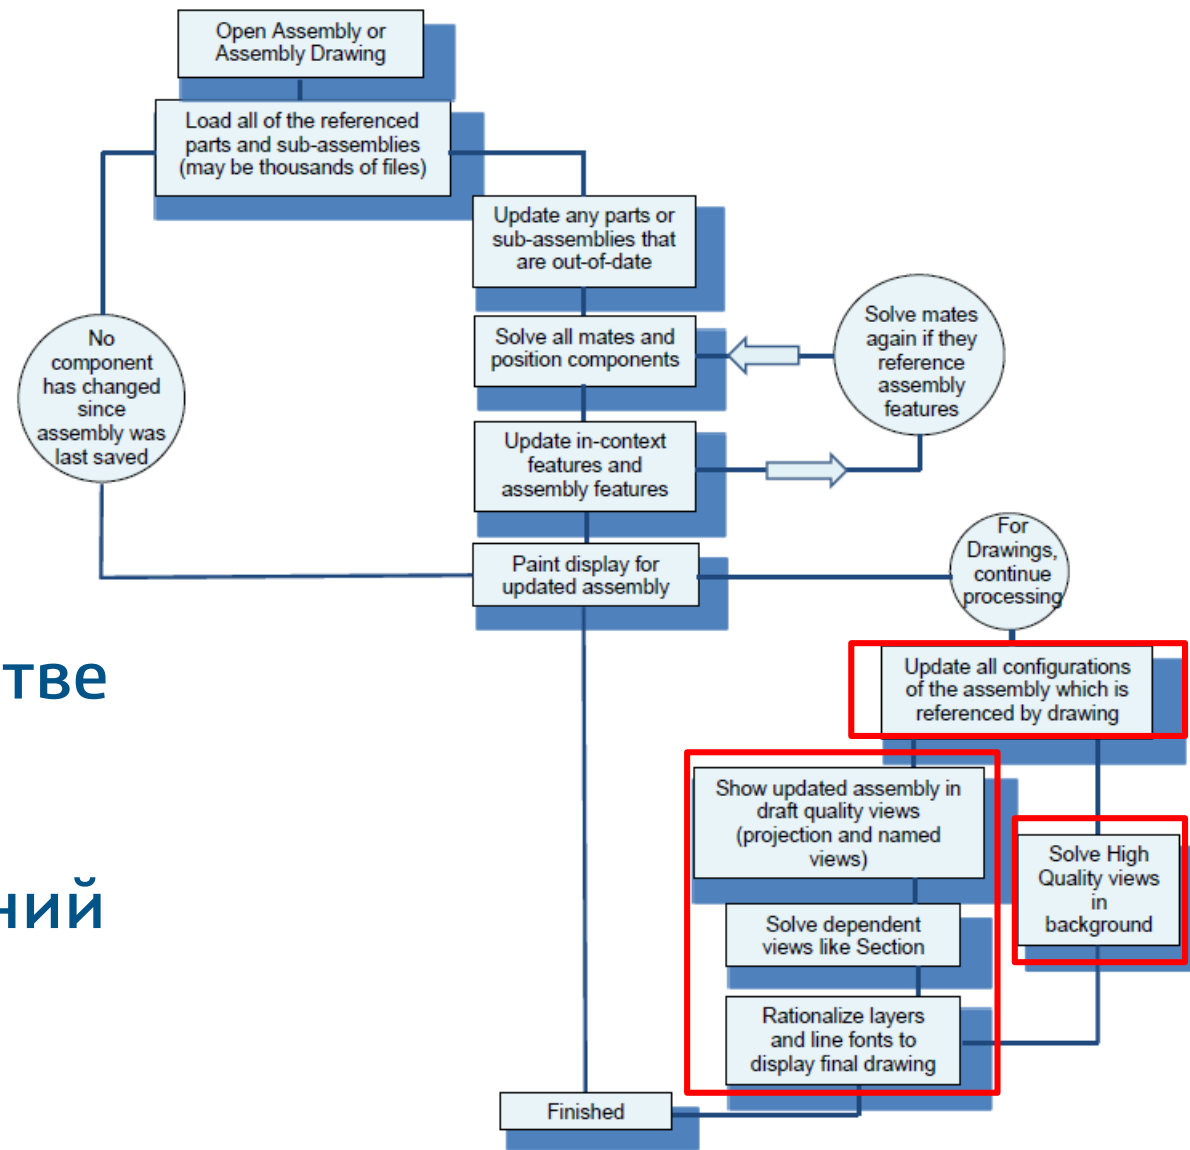 Open Assembly or
Assembly Drawing
Load all of the referenced
parts and sub-assemblies
(may be thousands of files)
Update any parts or
sub-assemblies that
are out-of-date
Solve all mates and
position components
Solve mates
again if they
reference
assembly
features
No
component
has changed
since
assembly was
last saved
Update in-context
features and
assembly features
Paint display for
updated assembly
For
Drawings,
continue
processing
тве
Update all configurations
of the assembly which is
referenced by drawing
Show updated assembly in
draft quality views
(projection and named
views)
Solve High
Quality views
in
background
ний
Solve dependent
views like Section
Rationalize layers
and line fonts to
display final drawing
Finished